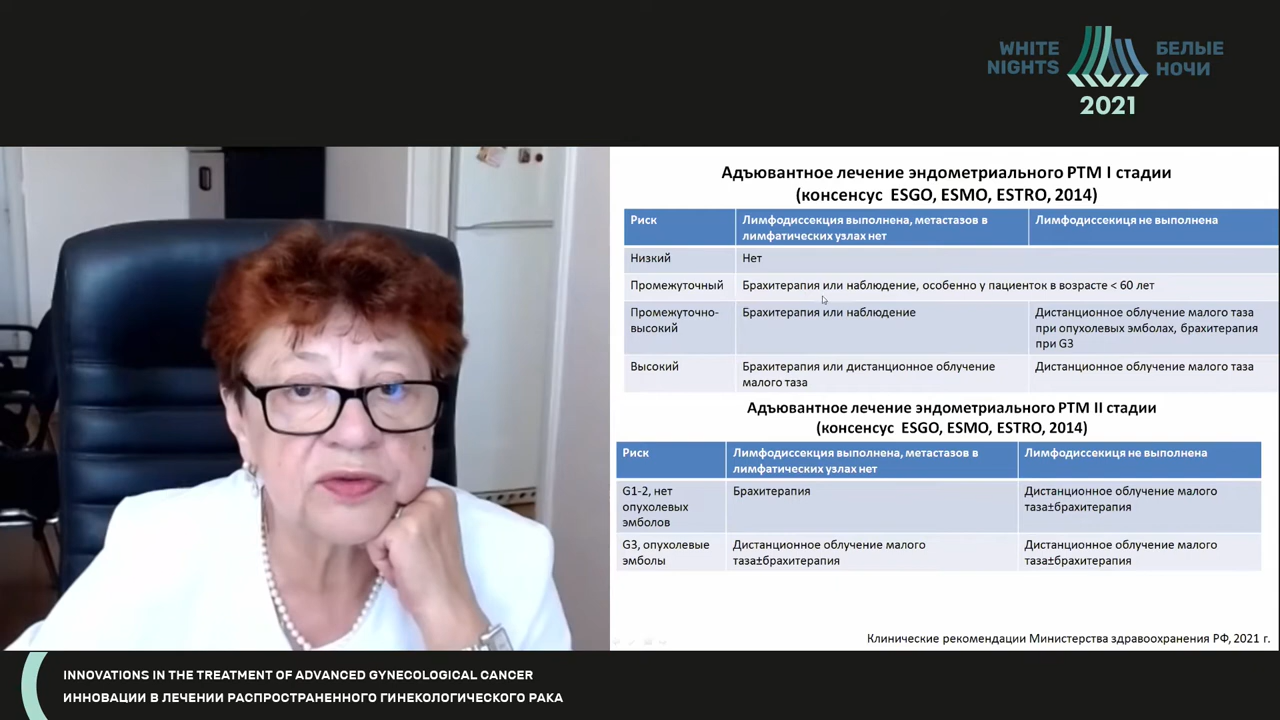 WHITE
NIGHTS
БЕЛЫЕ
НОЧИ
2021
Адъювантное лечение эндометриального РТМ I стадии
(консенсус ESGO, ESMO, ESTRO, 2014)
Риск
Лимфодиссекция выполнена, метастазов в
лимфатических узлах нет
Лимфодиссекиця не выполнена
Низкий
Нет
Промежуточный
Брахитерапия или наблюдение, особенно у пациенток в возрасте < 60 лет
Промежуточно-
высокий
Брахитерапия или наблюдение
Дистанционное облучение малого таза
при опухолевых эмболах, брахитерапия
при G3
Высокий
Брахитерапия или дистанционное облучение
малого таза
Дистанционное облучение малого таза
Адъювантное лечение эндометриального РТМ II стадии
(консенсус ESGO, ESMO, ESTRO, 2014)
Риск
Лимфодиссекция выполнена, метастазов в
лимфатических узлах нет
Лимфодиссекиця не выполнена
G1-2, нет
опухолевых
эмболов
Брахитерапия
Дистанционное облучение малого
таза±брахитерапия
G3, опухолевые
эмболы
Дистанционное облучение малого
таза±брахитерапия
Дистанционное облучение малого
таза±брахитерапия
Клинические рекомендации Министерства здравоохранения РФ, 2021 г.
INNOVATIONS IN THE TREATMENT OF ADVANCED GYNECOLOGICAL CANCER
ИННОВАЦИИ В ЛЕЧЕНИИ РАСПРОСТРАНЕННОГО ГИНЕКОЛОГИЧЕСКОГО РАКА